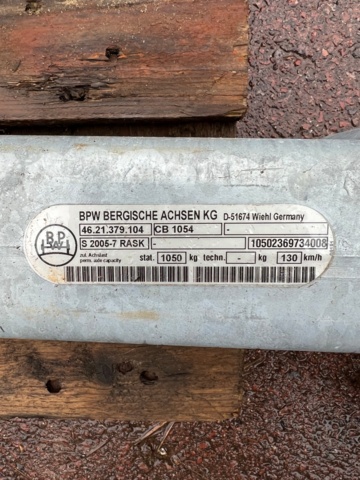 BPW BERGISCHE ACHSEN KG D-51674 Wiehl Germany
46.21.379.104 CB 1054 -
S 2005-7 RASK - 10502369734008
zul. Achslast stat. 1050 kg techn. - kg 130 km/h
perm. axle capacity
BPW